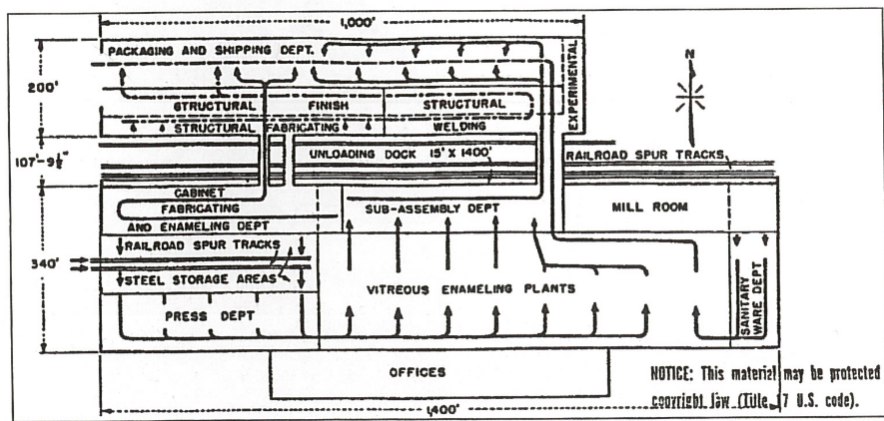 1,000'
PACKAGING AND SHIPPING DEPT.
200'
STRUCTURAL FINISH STRUCTURAL
STRUCTURAL FABRICATING WELDING
EXPERIMENTAL
N
107'-9½"
UNLOADING DOCK 15' X 1400'
RAILROAD SPUR TRACKS
CABINET
FABRICATING
AND ENAMELING DEPT
SUB-ASSEMBLY DEPT
MILL ROOM
340'
RAILROAD SPUR TRACKS
STEEL STORAGE AREAS
VITREOUS ENAMELING PLANTS
PRESS DEPT
SANITARY
WARE DEPT
OFFICES
NOTICE: This material may be protected
copyright law (Title 17 U.S. code).
1,400'